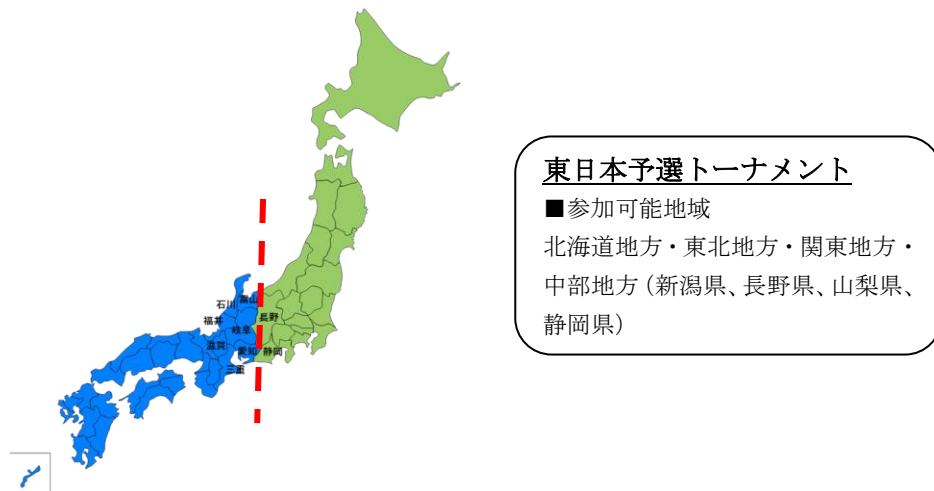 富山
石川
長野
福井
岐阜
滋賀
愛知 静岡
三重
東日本予選トーナメント
■参加可能地域
北海道地方・東北地方・関東地方・
中部地方（新潟県、長野県、山梨県、
静岡県）